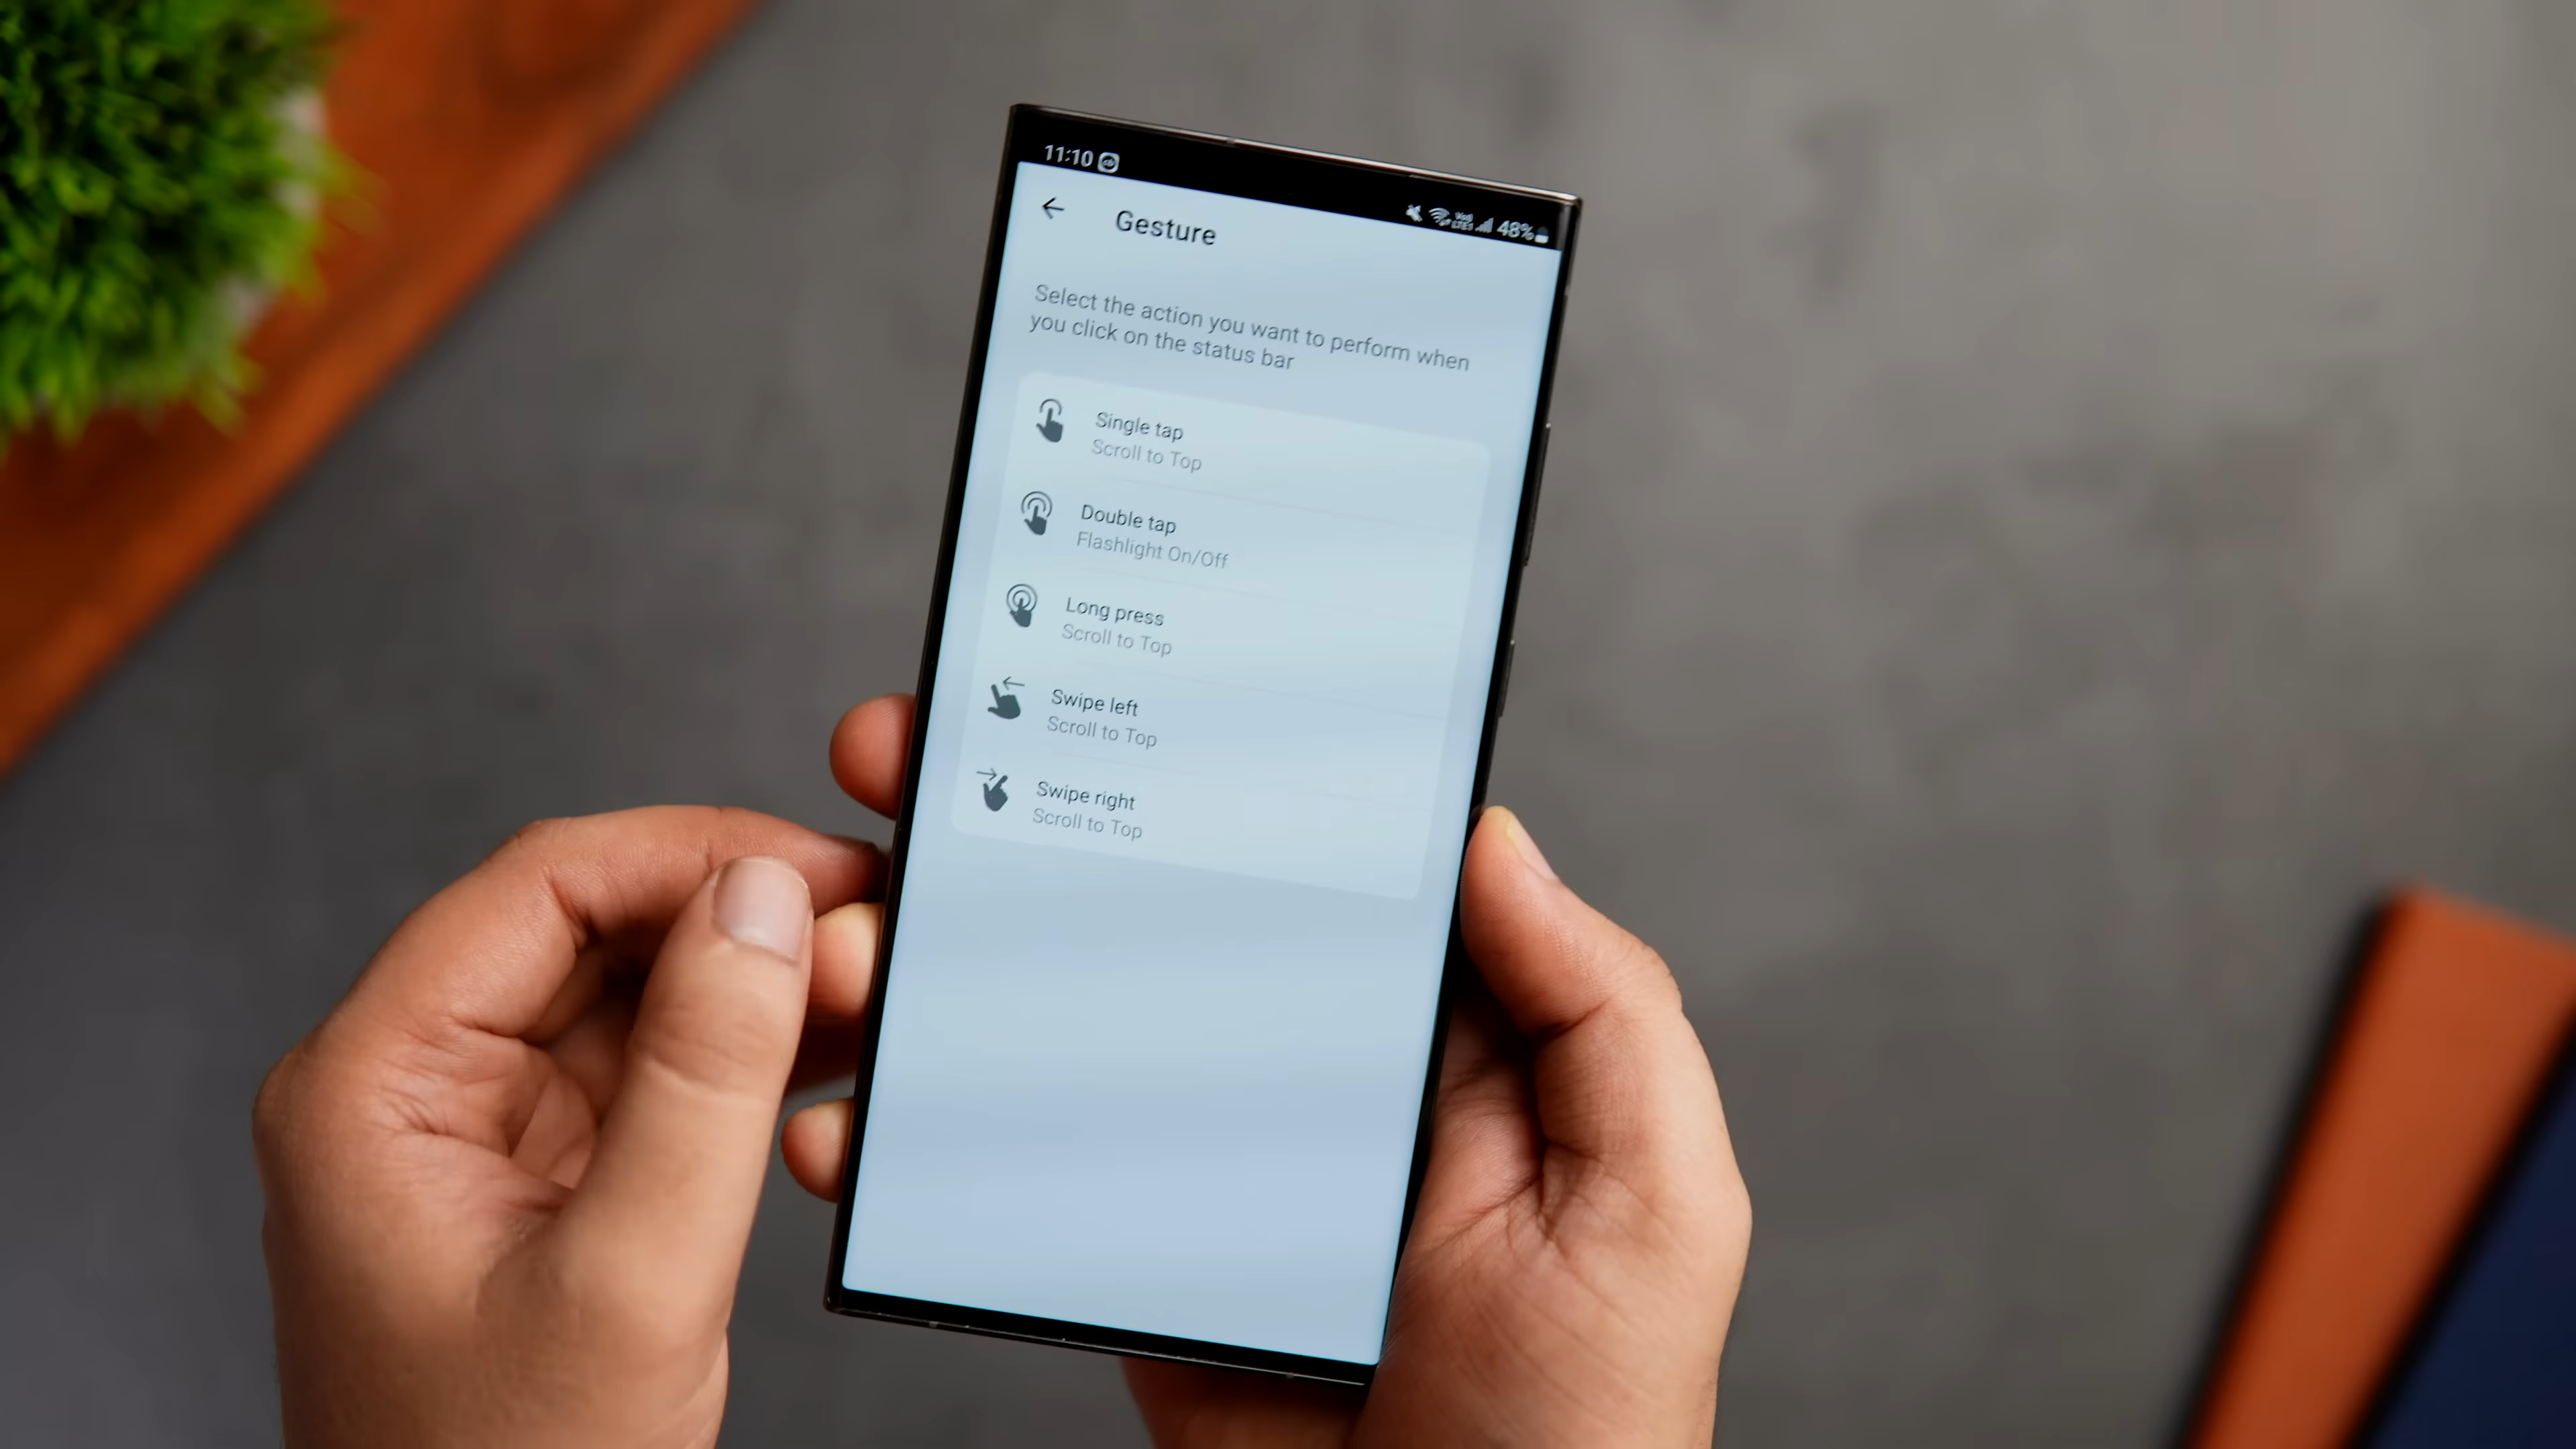 11:10
48%
Gesture
Select the action you want to perform when
you click on the status bar
Single tap
Scroll to Top
Double tap
Flashlight On/Off
Long press
Scroll to Top
Swipe left
Scroll to Top
Swipe right
Scroll to Top